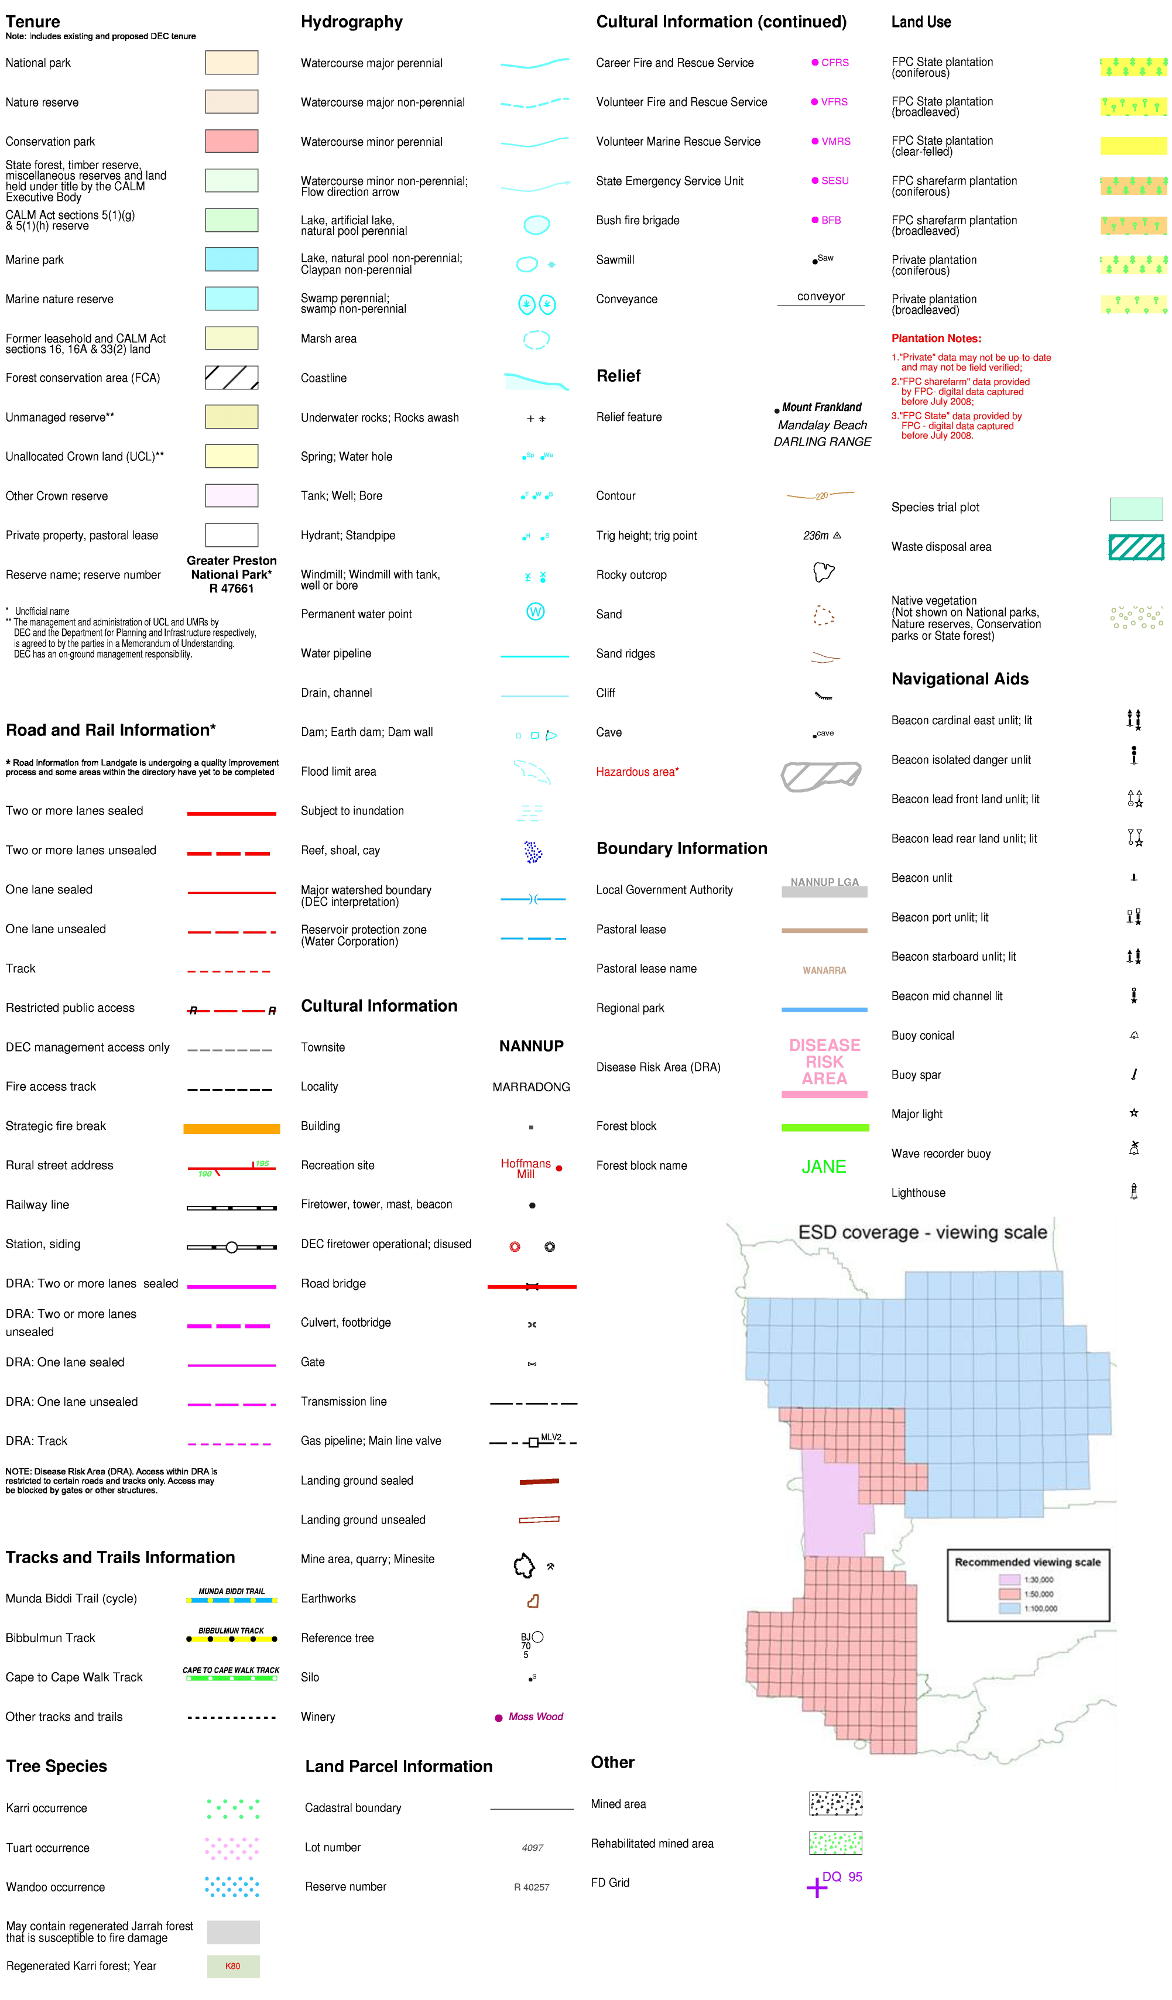 Tenure
Note: Includes existing and proposed DEC tenure
National park
Nature reserve
Conservation park
State forest, timber reserve,
miscellaneous reserves and land
held under title by the CALM
Executive Body
CALM Act sections 5(1)(g)
& 5(1)(h) reserve
Marine park
Marine nature reserve
Former leasehold and CALM Act
sections 16, 16A & 33(2) land
Forest conservation area (FCA)
Unmanaged reserve**
Unallocated Crown land (UCL)**
Other Crown reserve
Private property, pastoral lease
Reserve name; reserve number
Greater Preston
National Park*
R 47661
* Unofficial name
** The management and administration of UCL and UMRs by
DEC and the Department for Planning and Infrastructure respectively,
is agreed to by the parties in a Memorandum of Understanding.
DEC has an on-ground management responsibility.
Road and Rail Information*
* Road information from Landgate is undergoing a quality improvement
process and some areas within the directory have yet to be completed
Two or more lanes sealed
Two or more lanes unsealed
One lane sealed
One lane unsealed
Track
Restricted public access
R R
DEC management access only
Fire access track
Strategic fire break
Rural street address
190 195
Railway line
Station, siding
DRA: Two or more lanes sealed
DRA: Two or more lanes
unsealed
DRA: One lane sealed
DRA: One lane unsealed
DRA: Track
NOTE: Disease Risk Area (DRA). Access within DRA is
restricted to certain roads and tracks only. Access may
be blocked by gates or other structures.
Tracks and Trails Information
Munda Biddi Trail (cycle)
MUNDA BIDDI TRAIL
Bibbulmun Track
BIBBULMUN TRACK
Cape to Cape Walk Track
CAPE TO CAPE WALK TRACK
Other tracks and trails
Tree Species
Karri occurrence
Tuart occurrence
Wandoo occurrence
May contain regenerated Jarrah forest
that is susceptible to fire damage
Regenerated Karri forest; Year
K80
Hydrography
Watercourse major perennial
Watercourse major non-perennial
Watercourse minor perennial
Watercourse minor non-perennial;
Flow direction arrow
Lake, artificial lake,
natural pool perennial
Lake, natural pool non-perennial;
Claypan non-perennial
Swamp perennial;
swamp non-perennial
Marsh area
Coastline
Underwater rocks; Rocks awash
Spring; Water hole
Sp Wh
Tank; Well; Bore
T W B
Hydrant; Standpipe
H S
Windmill; Windmill with tank,
well or bore
Permanent water point
W
Water pipeline
Drain, channel
Dam; Earth dam; Dam wall
Flood limit area
Subject to inundation
Reef, shoal, cay
Major watershed boundary
(DEC interpretation)
Reservoir protection zone
(Water Corporation)
Cultural Information
Townsite
NANNUP
Locality
MARRADONG
Building
Recreation site
Hoffmans
Mill
Firetower, tower, mast, beacon
DEC firetower operational; disused
Road bridge
Culvert, footbridge
Gate
Transmission line
Gas pipeline; Main line valve
MLV2
Landing ground sealed
Landing ground unsealed
Mine area, quarry; Minesite
Earthworks
Reference tree
BJ
70
5
Silo
S
Winery
Moss Wood
Land Parcel Information
Cadastral boundary
Lot number
4097
Reserve number
R 40257
Cultural Information (continued)
Career Fire and Rescue Service
CFRS
Volunteer Fire and Rescue Service
VFRS
Volunteer Marine Rescue Service
VMRS
State Emergency Service Unit
SESU
Bush fire brigade
BFB
Sawmill
Saw
Conveyance
conveyor
Relief
Relief feature
Mount Frankland
Mandalay Beach
DARLING RANGE
Contour
220
Trig height; trig point
236m
Rocky outcrop
Sand
Sand ridges
Cliff
Cave
cave
Hazardous area*
Boundary Information
Local Government Authority
NANNUP LGA
Pastoral lease
Pastoral lease name
WANARRA
Regional park
Disease Risk Area (DRA)
DISEASE
RISK
AREA
Forest block
Forest block name
JANE
Other
Mined area
Rehabilitated mined area
FD Grid
DQ 95
Land Use
FPC State plantation
(coniferous)
FPC State plantation
(broadleaved)
FPC State plantation
(clear-felled)
FPC sharefarm plantation
(coniferous)
FPC sharefarm plantation
(broadleaved)
Private plantation
(coniferous)
Private plantation
(broadleaved)
Plantation Notes:
1."Private" data may not be up-to-date
and may not be field verified;
2."FPC sharefarm" data provided
by FPC- digital data captured
before July 2008;
3."FPC State" data provided by
FPC - digital data captured
before July 2008.
Species trial plot
Waste disposal area
Native vegetation
(Not shown on National parks,
Nature reserves, Conservation
parks or State forest)
Navigational Aids
Beacon cardinal east unlit; lit
Beacon isolated danger unlit
Beacon lead front land unlit; lit
Beacon lead rear land unlit; lit
Beacon unlit
Beacon port unlit; lit
Beacon starboard unlit; lit
Beacon mid channel lit
Buoy conical
Buoy spar
Major light
Wave recorder buoy
Lighthouse
ESD coverage - viewing scale
Recommended viewing scale
1:30,000
1:50,000
1:100,000